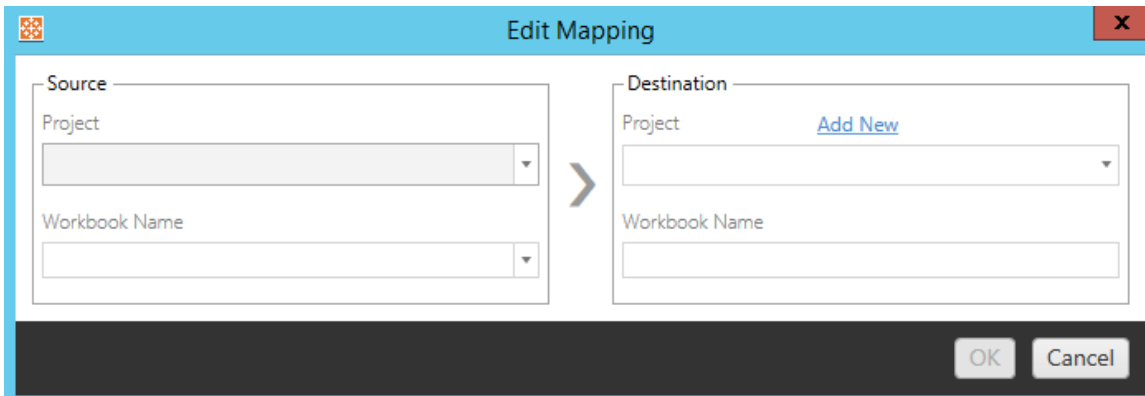 Edit Mapping
x
Source
Project
Workbook Name
Destination
Project Add New
Workbook Name
OK Cancel